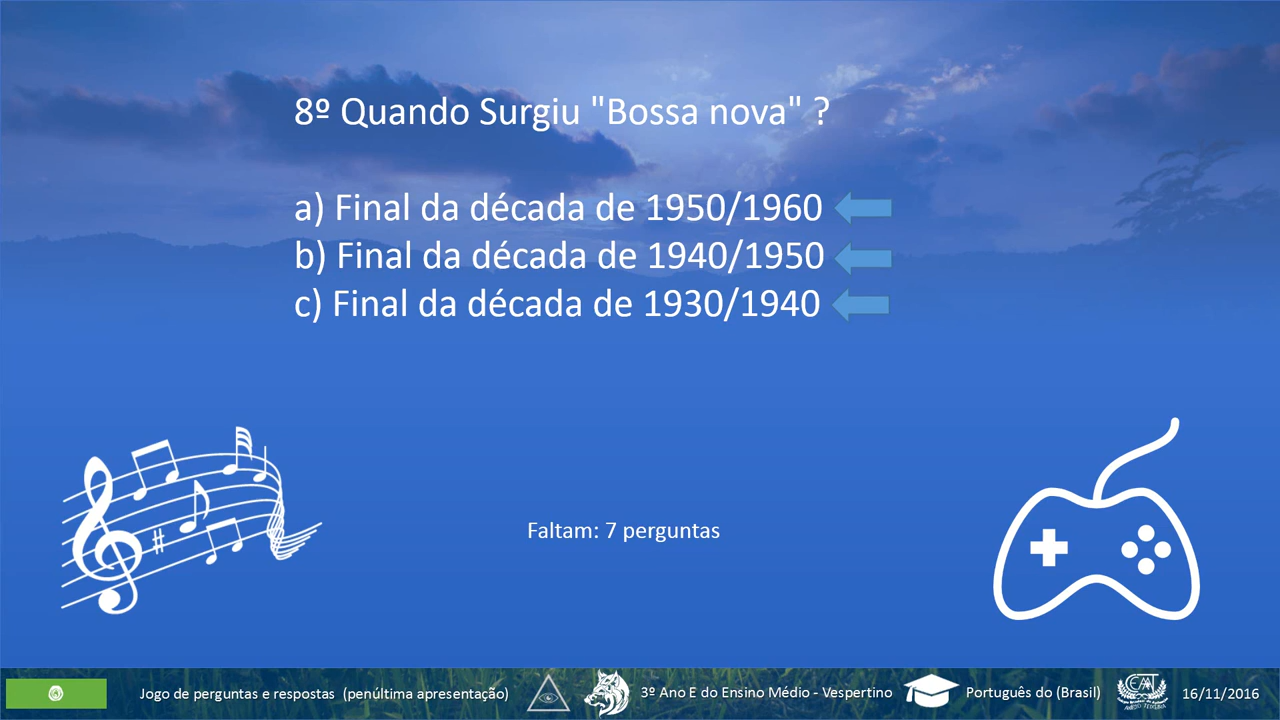 8º Quando Surgiu "Bossa nova" ?
a) Final da década de 1950/1960
b) Final da década de 1940/1950
c) Final da década de 1930/1940
Faltam: 7 perguntas
Jogo de perguntas e respostas (penúltima apresentação)
3º Ano E do Ensino Médio - Vespertino
Português do (Brasil)
CAT
16/11/2016